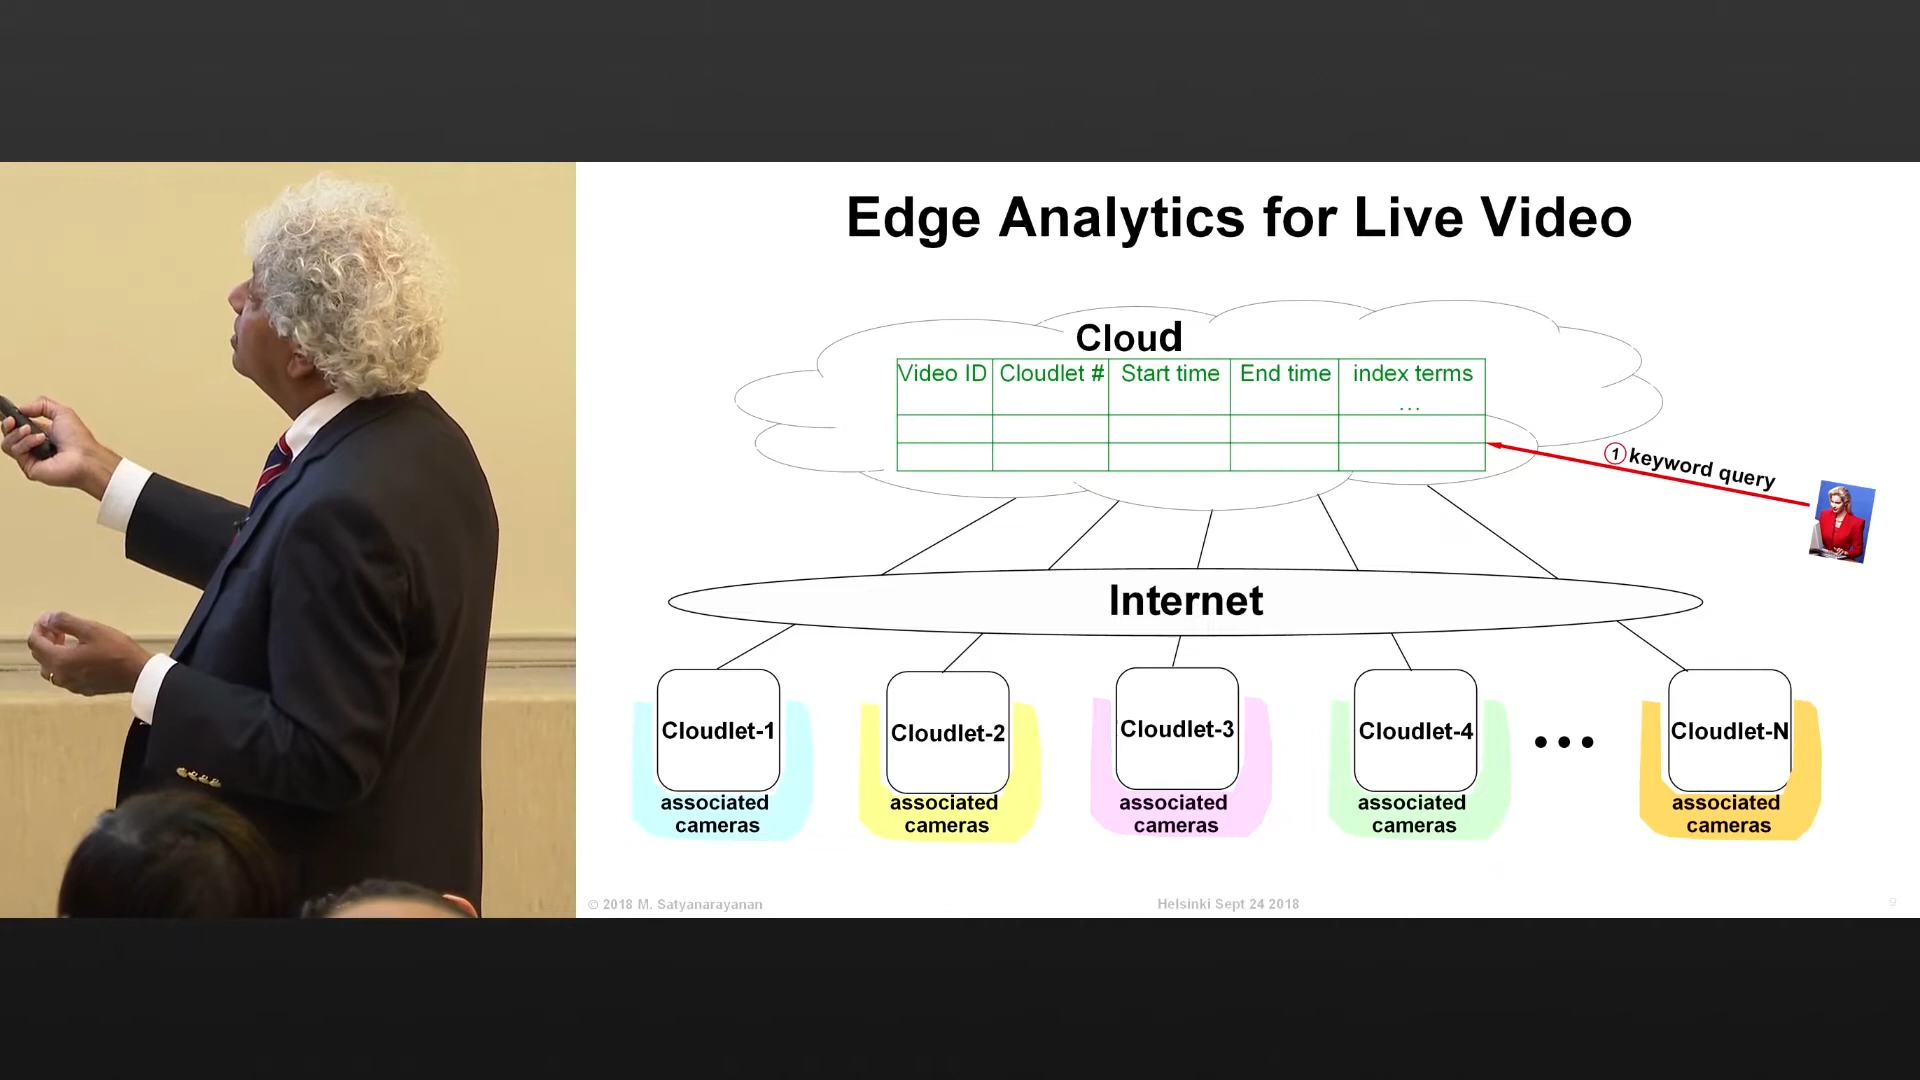 Edge Analytics for Live Video
Cloud
Video ID Cloudlet # Start time End time index terms
...
1 keyword query
Internet
Cloudlet-1 Cloudlet-2 Cloudlet-3 Cloudlet-4 ... Cloudlet-N
associated associated associated associated associated
cameras cameras cameras cameras cameras
© 2018 M. Satyanarayanan Helsinki Sept 24 2018 9